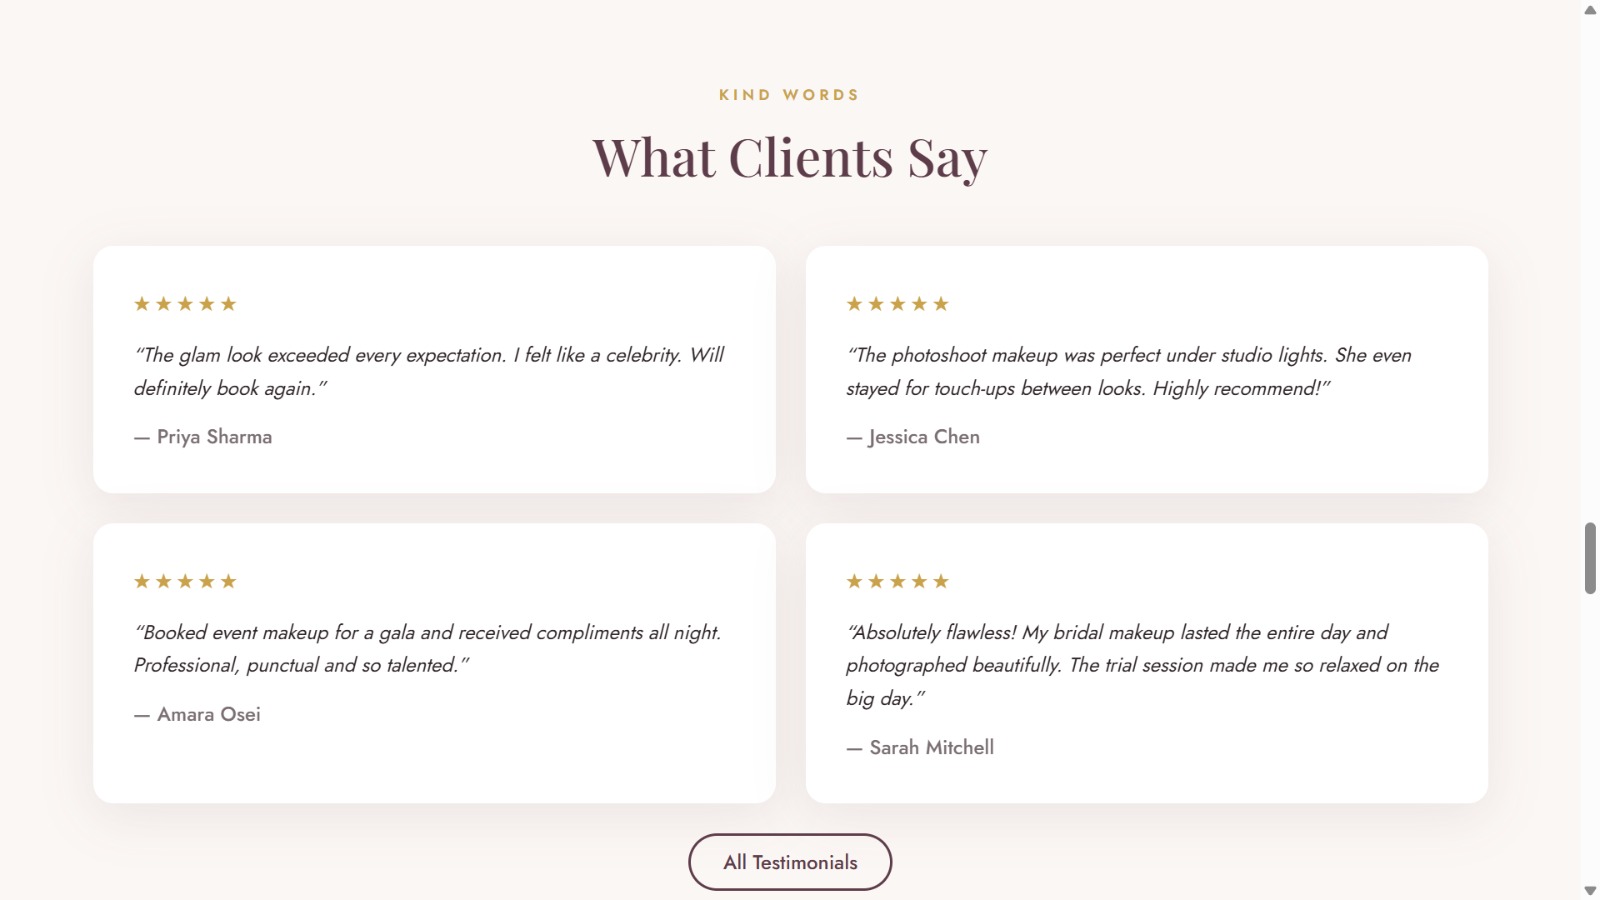 KIND WORDS
What Clients Say
★★★★★
“The glam look exceeded every expectation. I felt like a celebrity. Will
definitely book again.”
— Priya Sharma
★★★★★
“The photoshoot makeup was perfect under studio lights. She even
stayed for touch-ups between looks. Highly recommend!”
— Jessica Chen
★★★★★
“Booked event makeup for a gala and received compliments all night.
Professional, punctual and so talented.”
— Amara Osei
★★★★★
“Absolutely flawless! My bridal makeup lasted the entire day and
photographed beautifully. The trial session made me so relaxed on the
big day.”
— Sarah Mitchell
All Testimonials